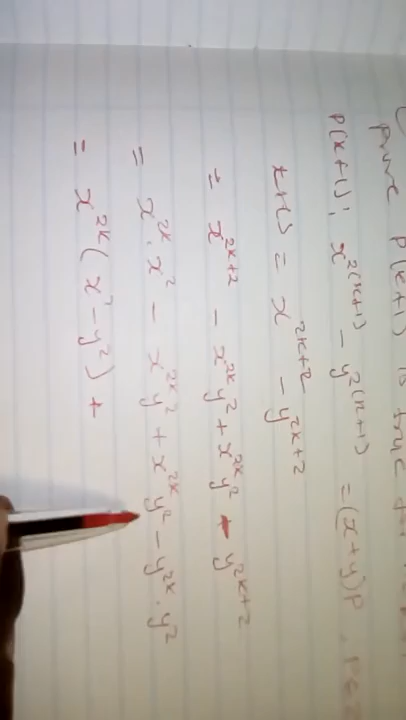 prove P(k+1) is true
P(k+1): x^{2(k+1)} - y^{2(k+1)} = (x+y)P
k+1) = x^{2k+2} - y^{2k+2}
= x^{2k+2} - x^{2k}y^2 + x^{2k}y^2 - y^{2k+2}
= x^{2k}.x^2 - x^{2k}y^2 + x^{2k}y^2 - y^{2k}.y^2
= x^{2k}(x^2-y^2) +